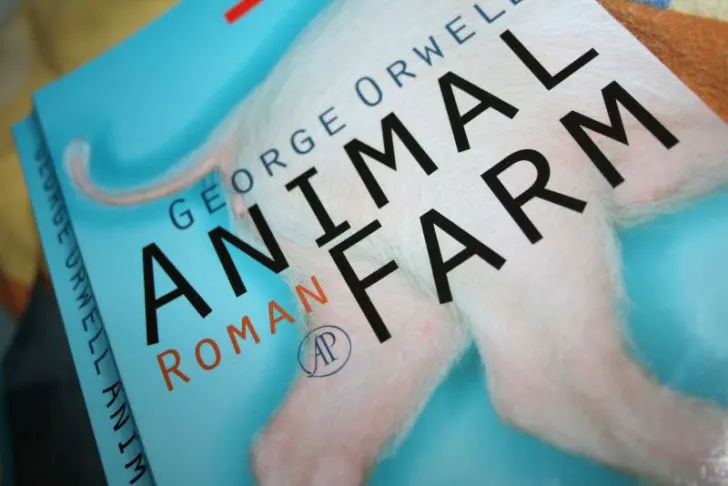 GEORGE ORWELL
ANIMAL
FARM
ROMAN
AP
GEORGE ORWELL ANIM